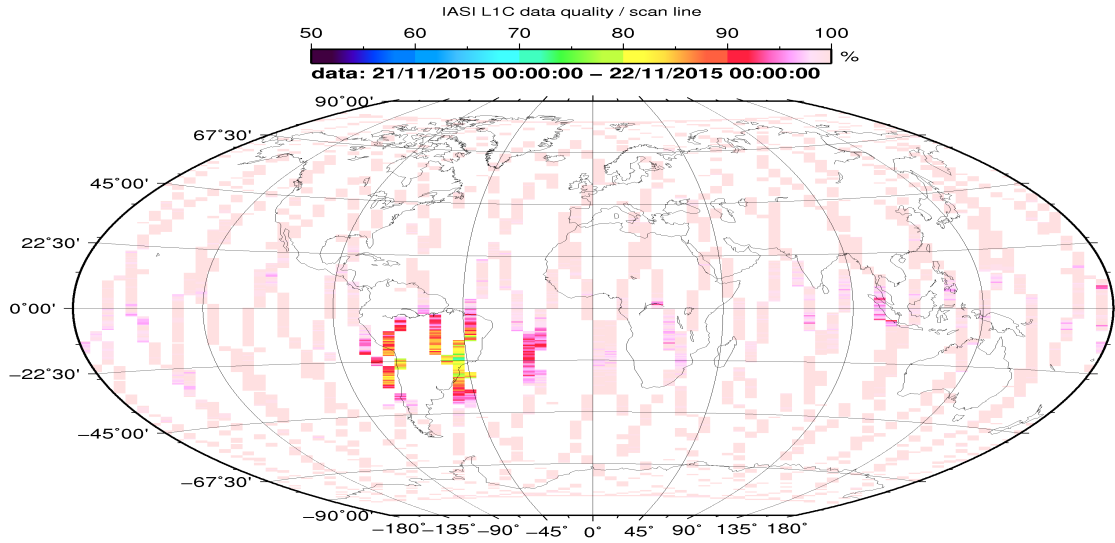 IASI L1C data quality / scan line
50 60 70 80 90 100
%
data: 21/11/2015 00:00:00 − 22/11/2015 00:00:00
90°00'
67°30'
45°00'
22°30'
0°00'
−22°30'
−45°00'
−67°30'
−90°00'
−180° −135° −90° −45° 0° 45° 90° 135° 180°